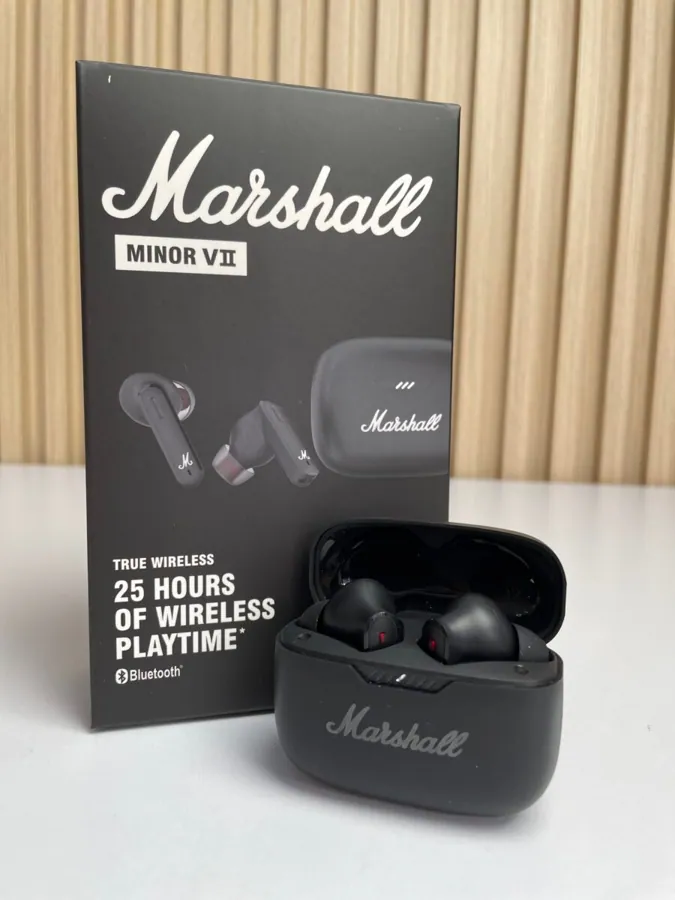 Marshall
MINOR VII
Marshall
M
M
TRUE WIRELESS
25 HOURS
OF WIRELESS
PLAYTIME*
Bluetooth®
Marshall